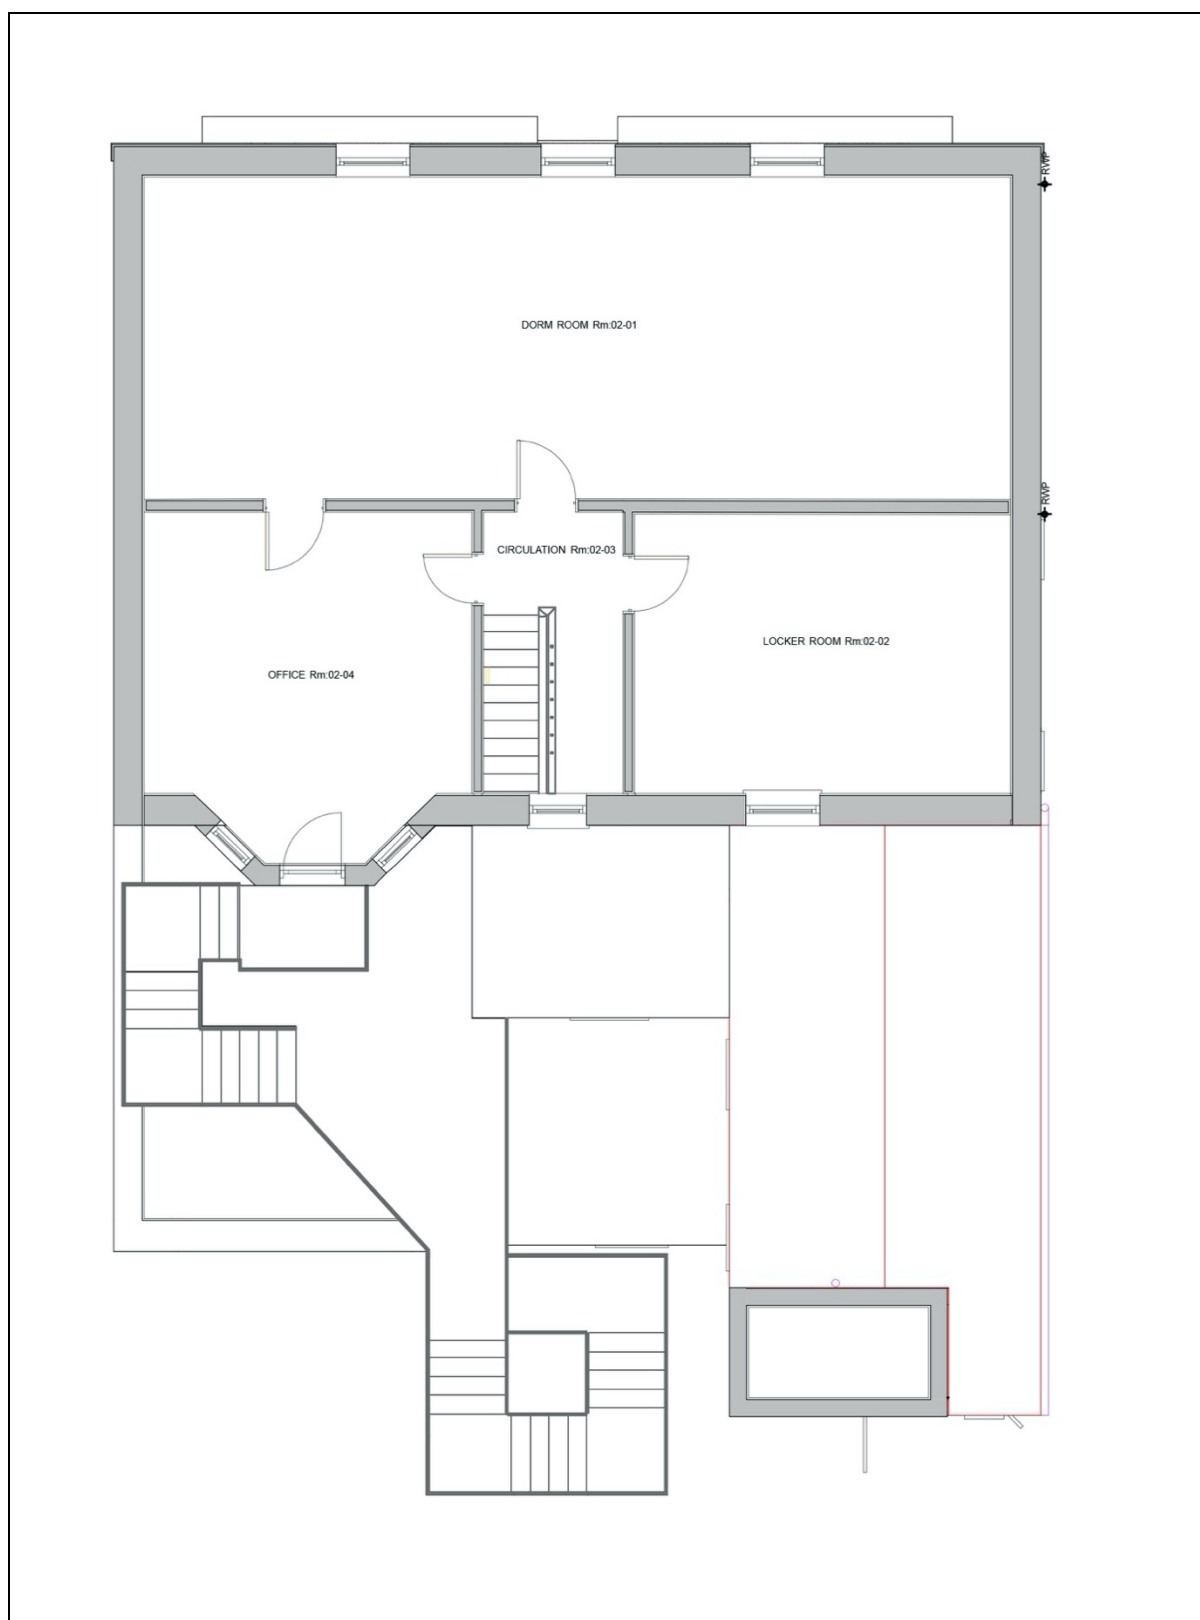 RWP
DORM ROOM Rm:02-01
RWP
CIRCULATION Rm:02-03
LOCKER ROOM Rm:02-02
OFFICE Rm:02-04